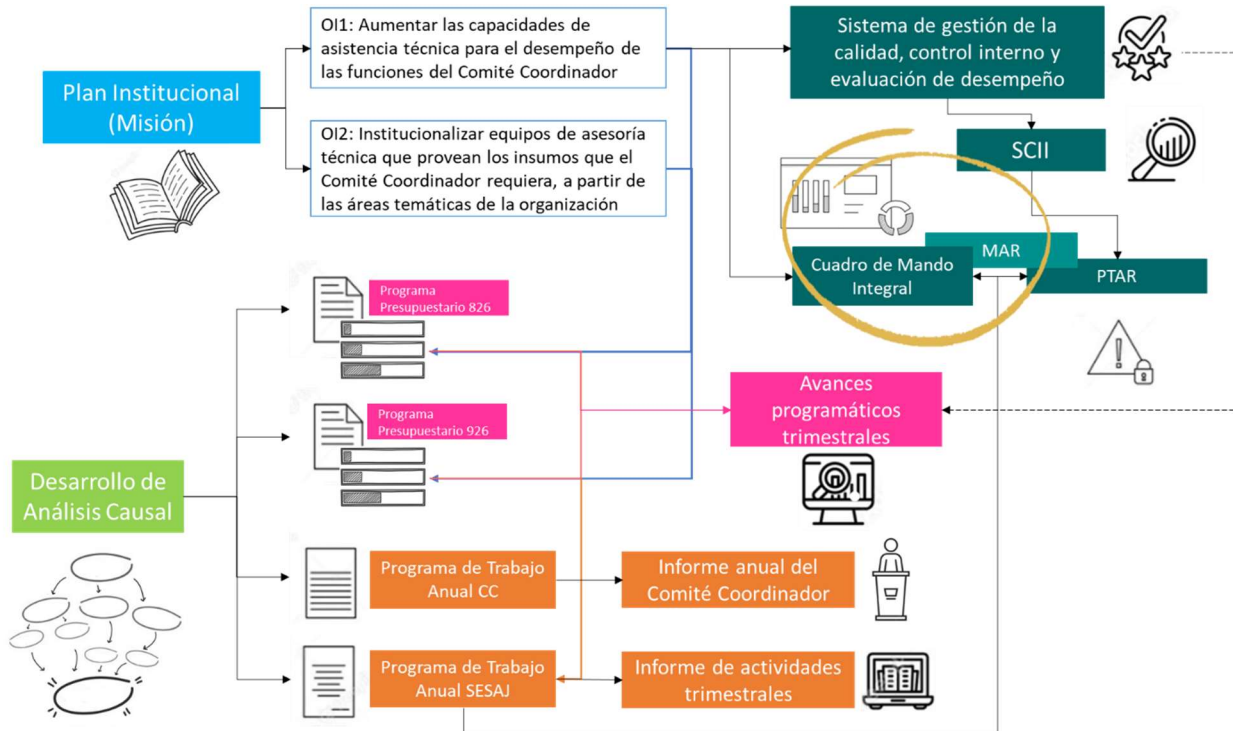 OI1: Aumentar las capacidades de
asistencia técnica para el desempeño de
las funciones del Comité Coordinador
Sistema de gestión de la
calidad, control interno y
evaluación de desempeño
Plan Institucional
(Misión)
OI2: Institucionalizar equipos de asesoría
técnica que provean los insumos que el
Comité Coordinador requiera, a partir de
las áreas temáticas de la organización
SCII
MAR
Cuadro de Mando
Integral
PTAR
Programa
Presupuestario 826
Avances
programáticos
trimestrales
Programa
Presupuestario 926
Desarrollo de
Análisis Causal
Programa de Trabajo
Anual CC
Informe anual del
Comité Coordinador
Programa de Trabajo
Anual SESAJ
Informe de actividades
trimestrales